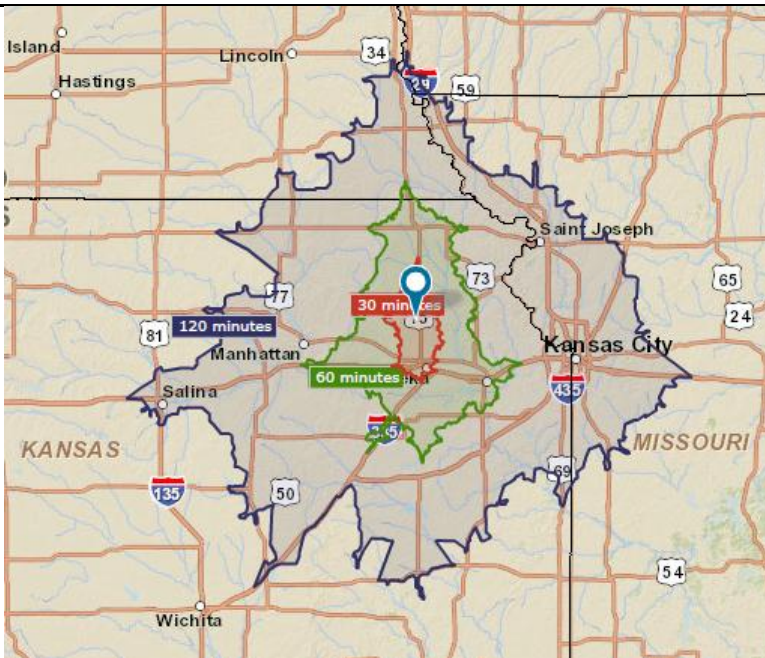 Island
Lincoln
34
29
59
Hastings
S
Saint Joseph
77
73
65
30 minutes
24
120 minutes
81
Manhattan
Kansas City
60 minutes
eka
Salina
435
KANSAS
MISSOURI
69
135
50
54
Wichita